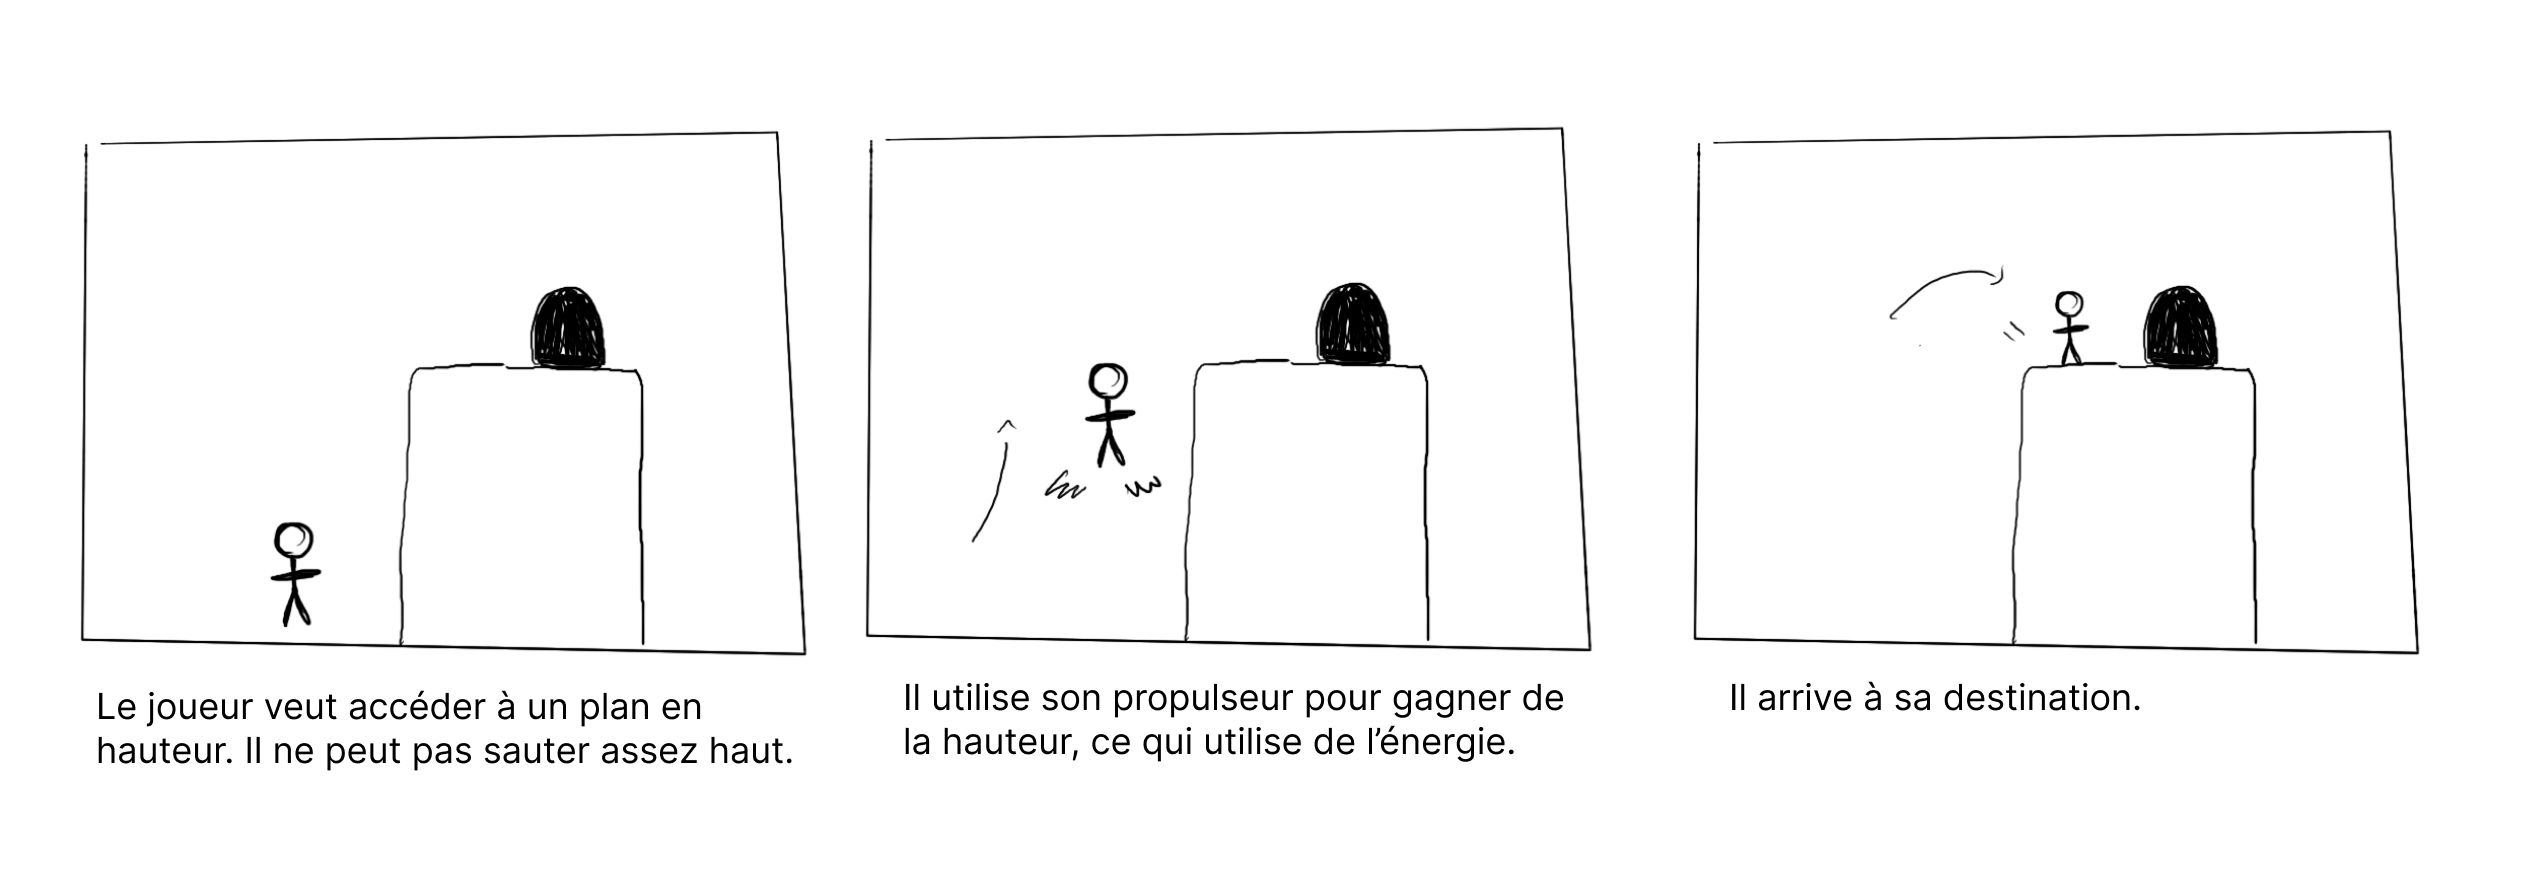 Le joueur veut accéder à un plan en
hauteur. Il ne peut pas sauter assez haut.
Il utilise son propulseur pour gagner de
la hauteur, ce qui utilise de l’énergie.
Il arrive à sa destination.